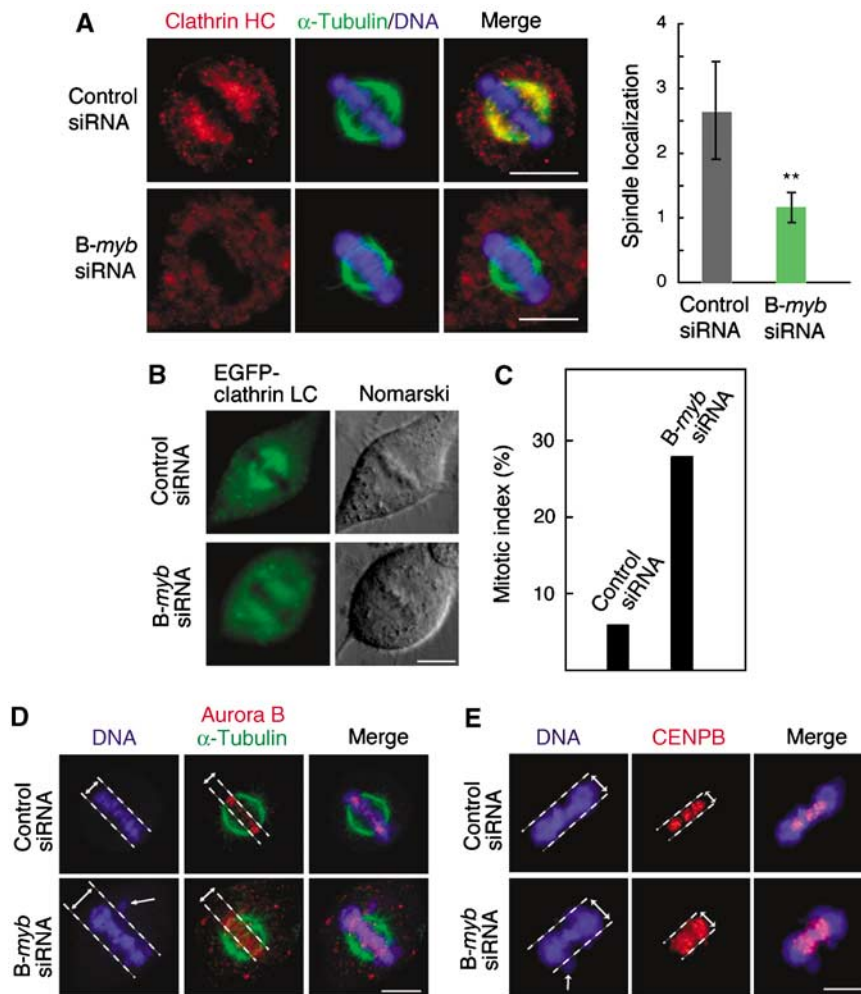 A
Clathrin HC
α-Tubulin/DNA
Merge
Control
siRNA
B-myb
siRNA
Spindle localization
4
3
2
1
0
**
Control
siRNA
B-myb
siRNA
B
EGFP-
clathrin LC
Nomarski
Control
siRNA
B-myb
siRNA
C
Mitotic index (%)
30
20
10
Control
siRNA
B-myb
siRNA
D
DNA
Aurora B
α-Tubulin
Merge
Control
siRNA
B-myb
siRNA
E
DNA
CENPB
Merge
Control
siRNA
B-myb
siRNA